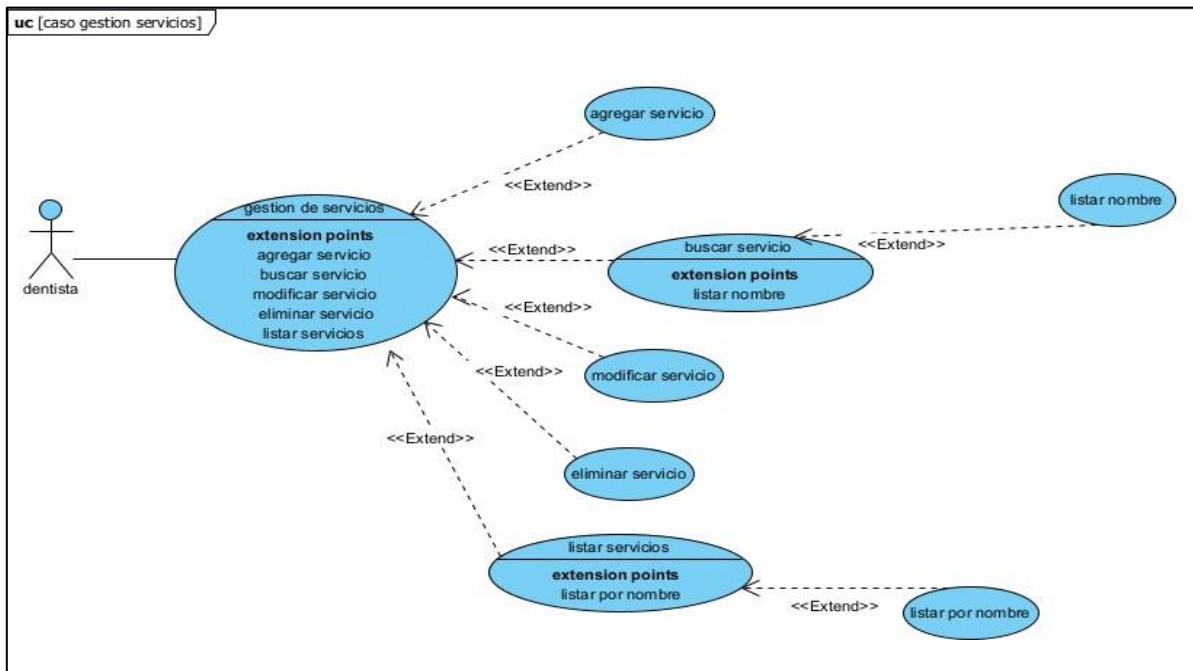 uc [caso gestion servicios]
agregar servicio
<<Extend>>
listar nombre
gestion de servicios
extension points
agregar servicio
buscar servicio
modificar servicio
eliminar servicio
listar servicios
dentista
<<Extend>>
buscar servicio
extension points
listar nombre
<<Extend>>
<<Extend>>
modificar servicio
<<Extend>>
<<Extend>>
eliminar servicio
listar servicios
extension points
listar por nombre
<<Extend>>
listar por nombre